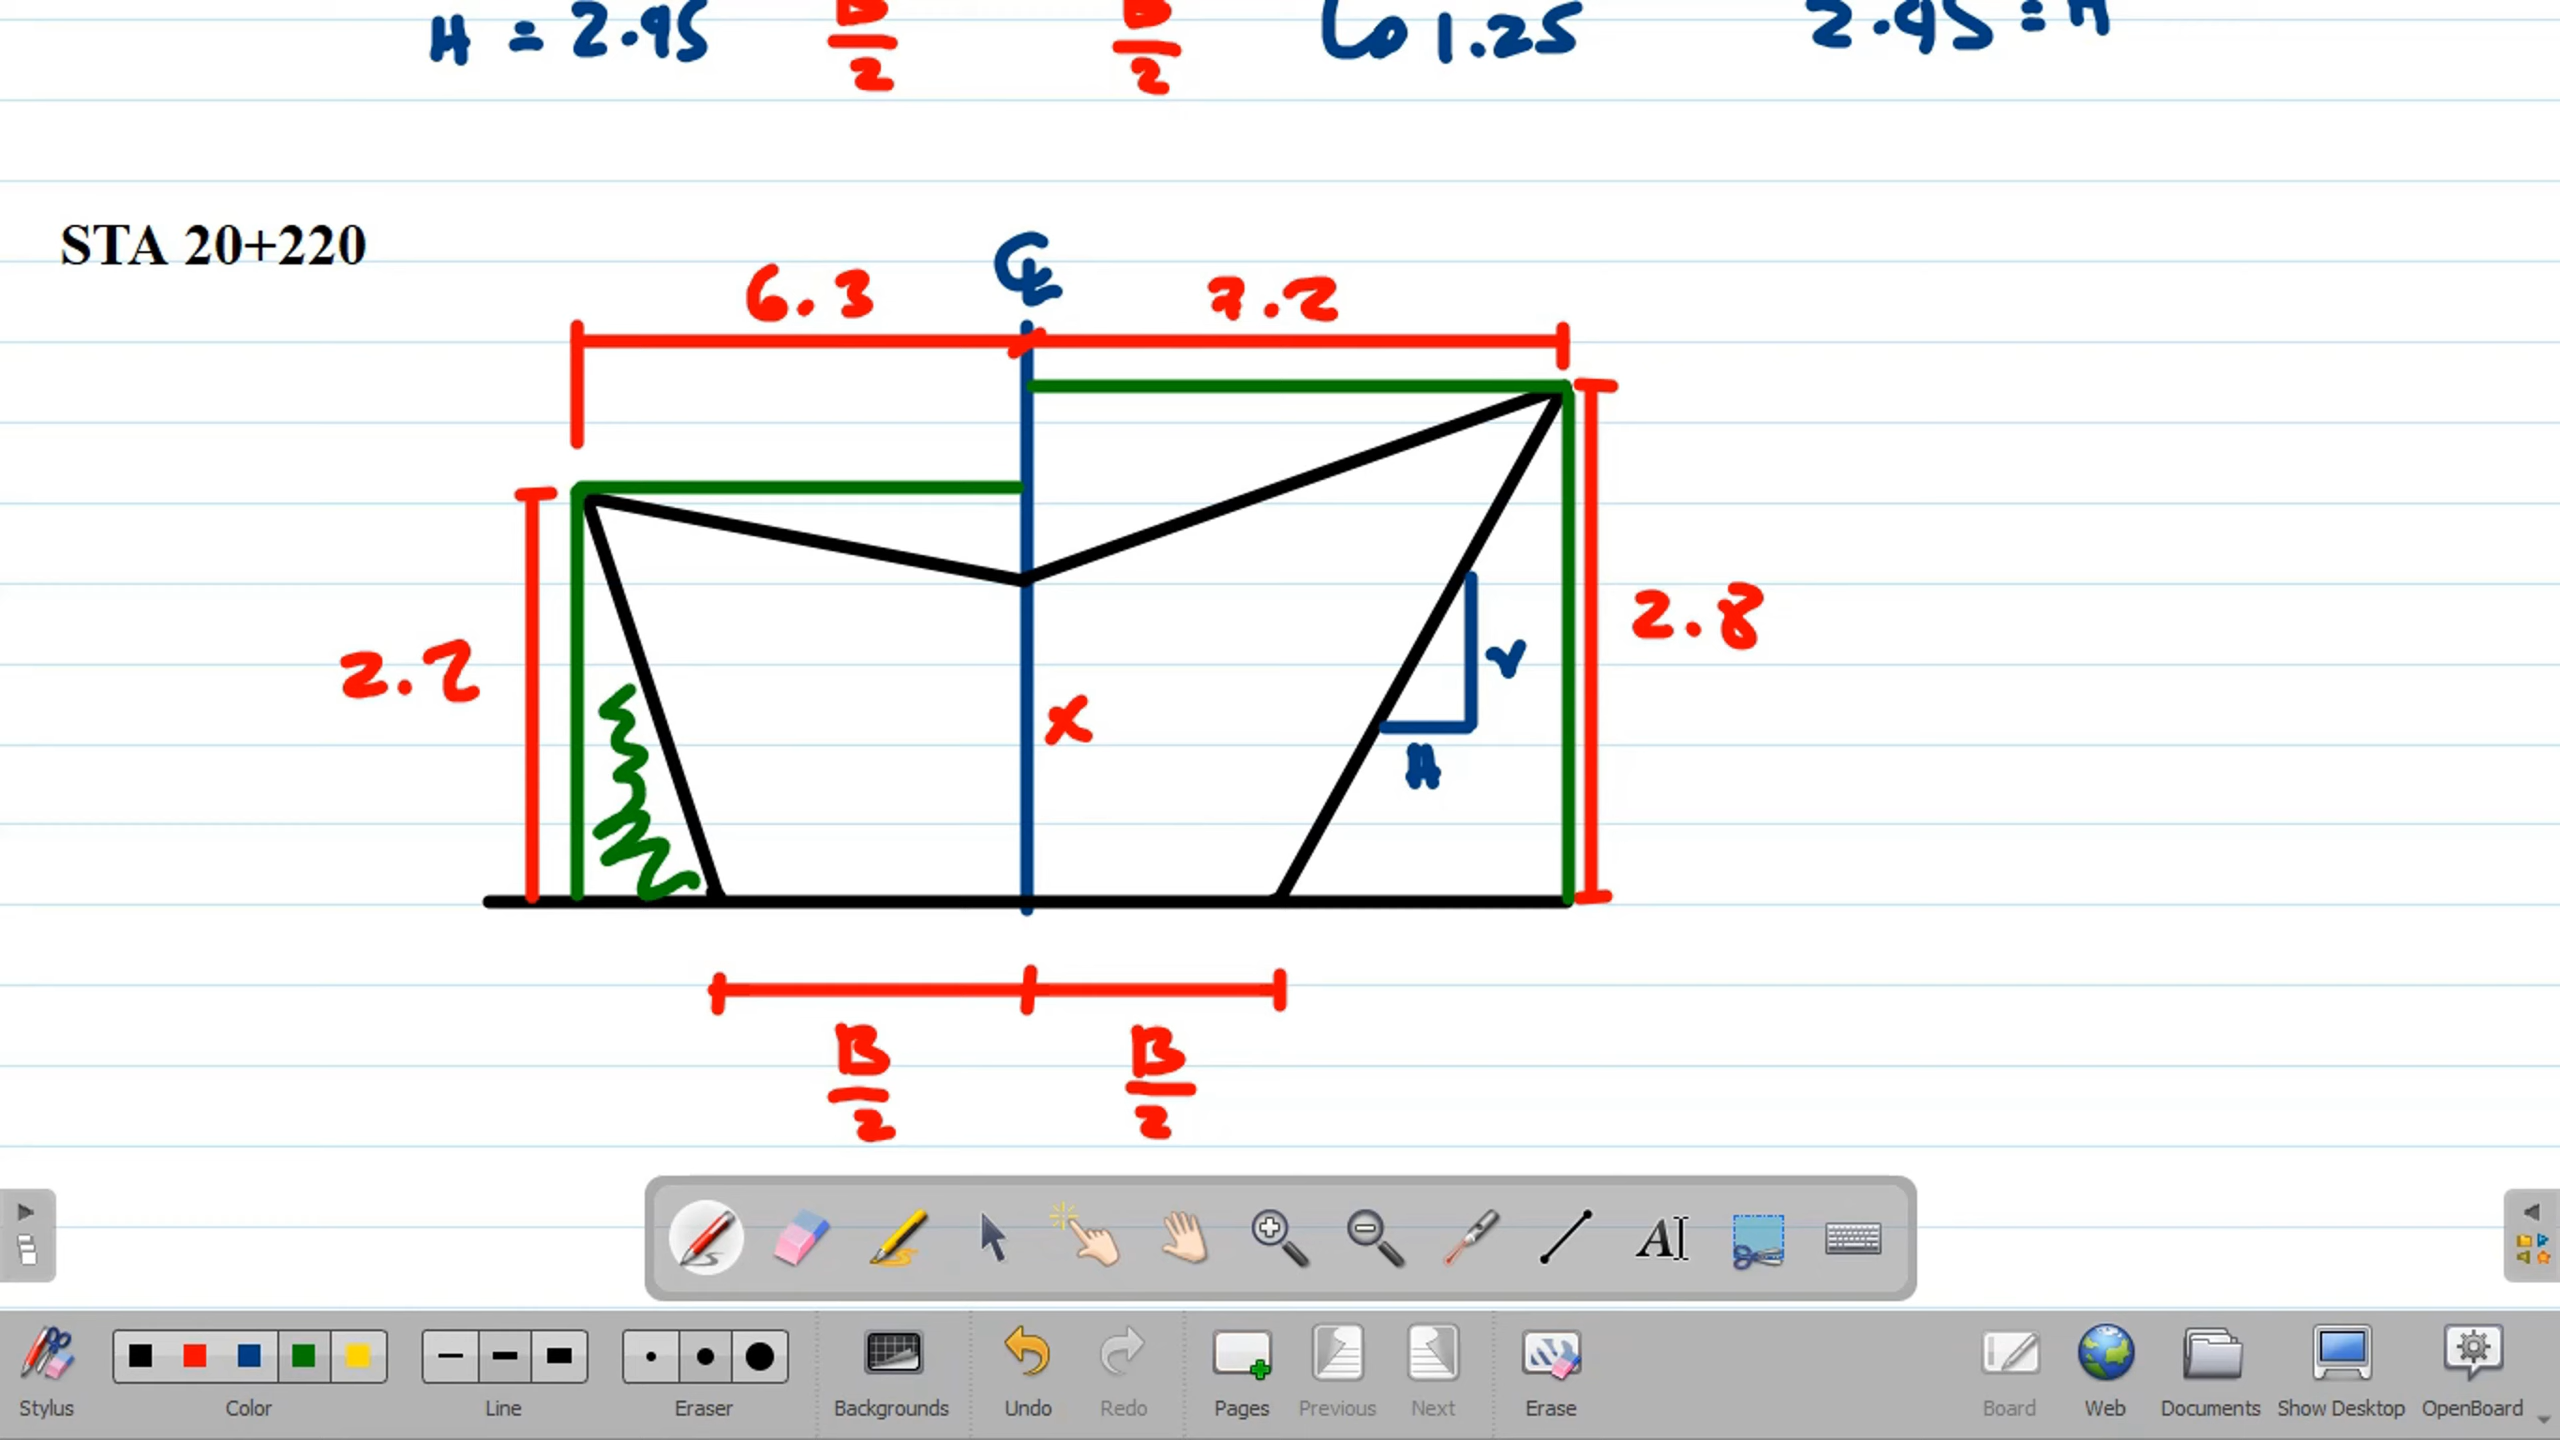 H = 2.95 B/2 B/2 1.25 2.95 = H
STA 20+220
6.3 ℄ 7.2
2.2 x V 2.8
H
B/2 B/2
Stylus Color Line Eraser Backgrounds Undo Redo Pages Previous Next Erase Board Web Documents Show Desktop OpenBoard